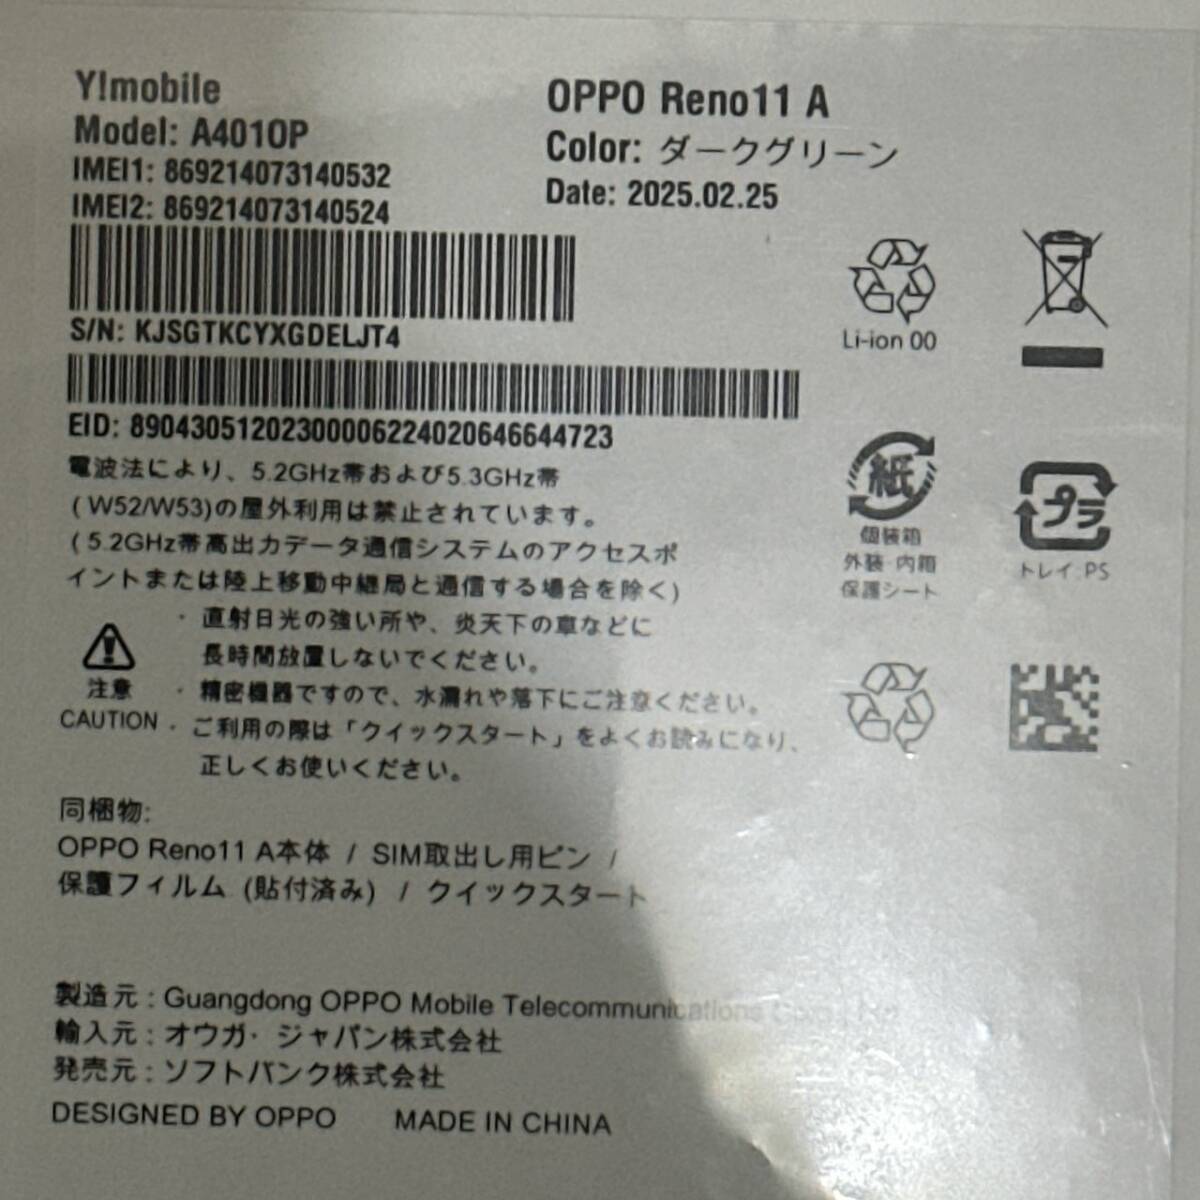 Y!mobile
Model: A401OP
IMEI1: 869214073140532
IMEI2: 869214073140524
OPPO Reno11 A
Color: ダークグリーン
Date: 2025.02.25
S/N: KJSGTKCYXGDELJT4
EID: 89043051202300006224020646644723
Li-ion 00
電波法により、5.2GHz帯および5.3GHz帯
(W52/W53)の屋外利用は禁止されています。
(5.2GHz帯高出力データ通信システムのアクセスポ
イントまたは陸上移動中継局と通信する場合を除く)
紙
個装箱
外装·内箱
保護シート
プラ
トレイ:PS
注意
CAUTION
・直射日光の強い所や、炎天下の車などに
長時間放置しないでください。
・精密機器ですので、水濡れや落下にご注意ください。
・ご利用の際は「クイックスタート」をよくお読みになり、
正しくお使いください。
同梱物:
OPPO Reno11 A本体 / SIM取出し用ピン /
保護フィルム (貼付済み) / クイックスタート
製造元 : Guangdong OPPO Mobile Telecommunications
輸入元 : オウガ· ジャパン株式会社
発売元 : ソフトバンク株式会社
DESIGNED BY OPPO MADE IN CHINA